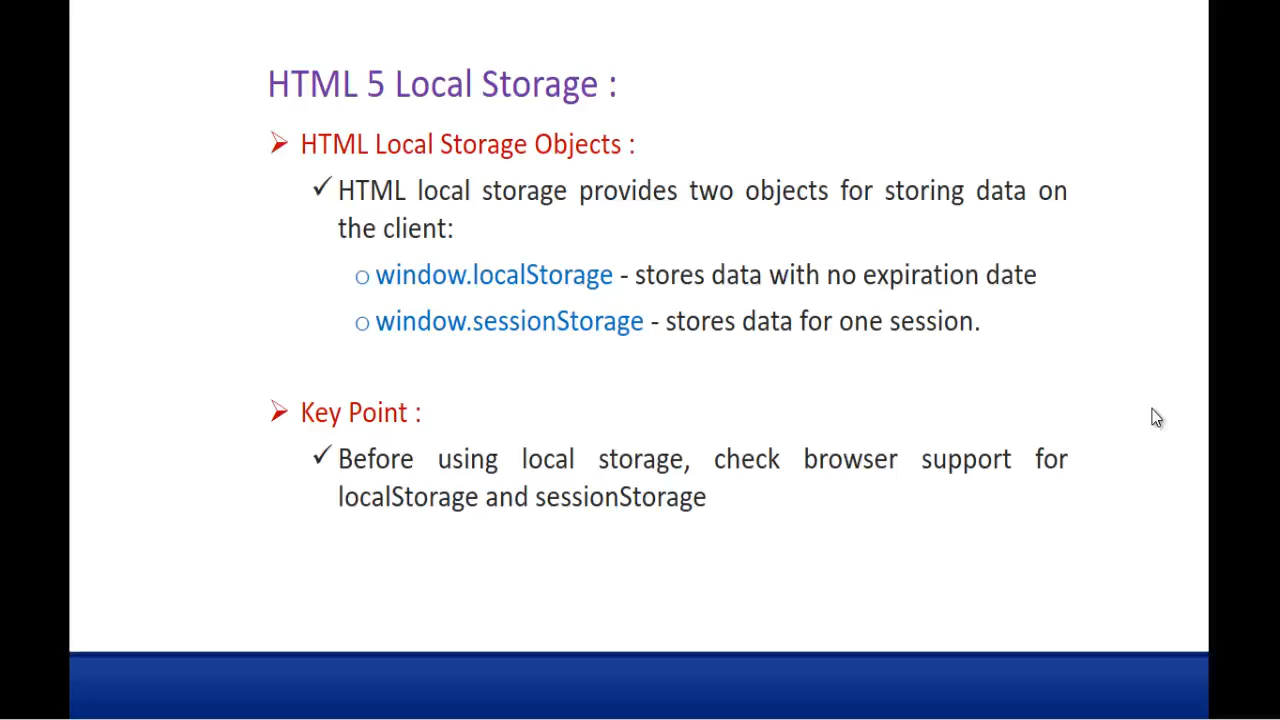 HTML 5 Local Storage :
HTML Local Storage Objects :
HTML local storage provides two objects for storing data on
the client:
window.localStorage - stores data with no expiration date
window.sessionStorage - stores data for one session.
Key Point :
Before using local storage, check browser support for
localStorage and sessionStorage